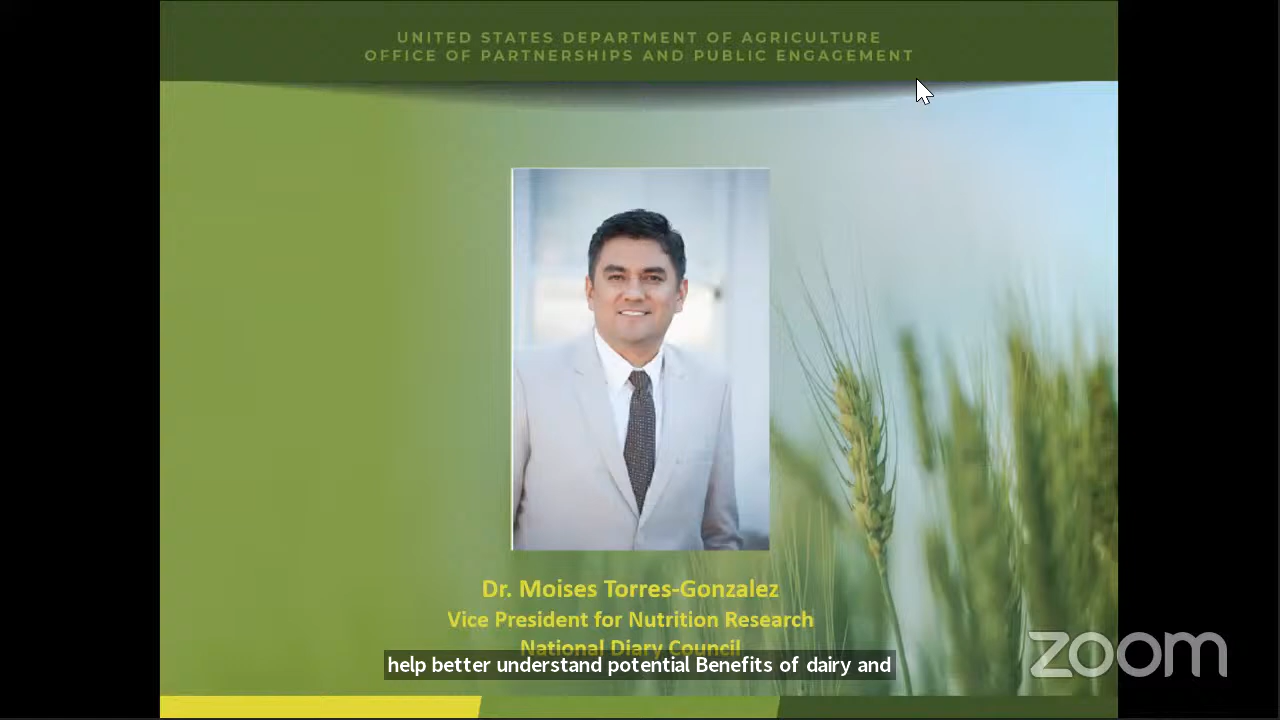 UNITED STATES DEPARTMENT OF AGRICULTURE
OFFICE OF PARTNERSHIPS AND PUBLIC ENGAGEMENT
Dr. Moises Torres-Gonzalez
Vice President for Nutrition Research
National Diary Council
help better understand potential Benefits of dairy and
zoom